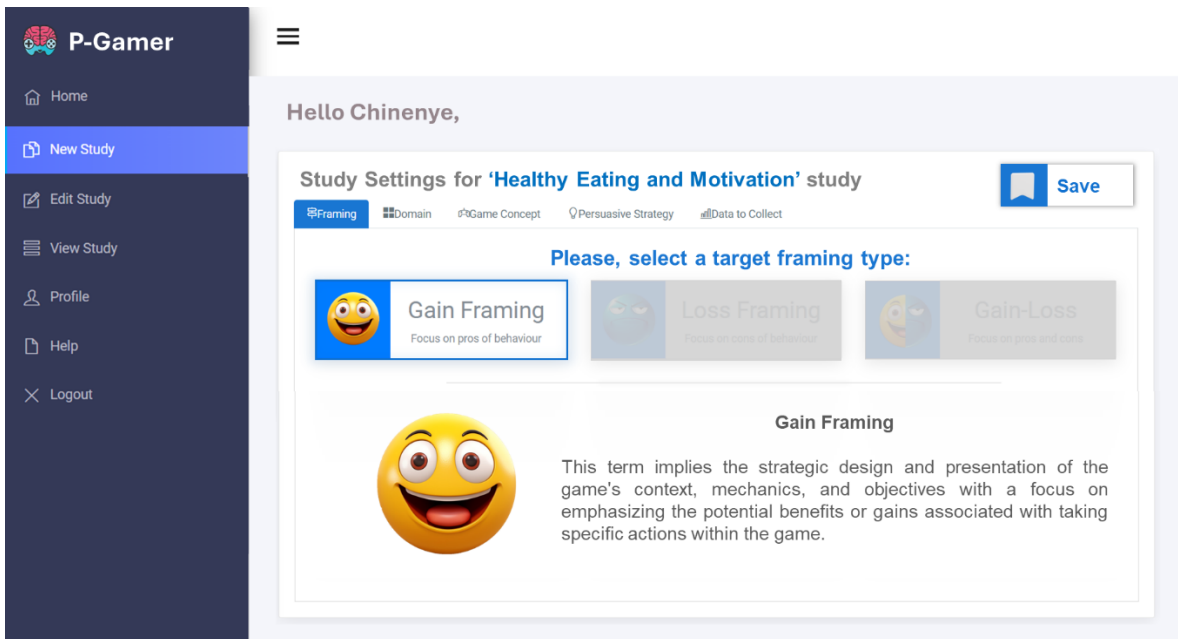 P-Gamer
Home
New Study
Edit Study
View Study
Profile
Help
Logout
Hello Chinenye,
Study Settings for ‘Healthy Eating and Motivation’ study
Save
Framing Domain Game Concept Persuasive Strategy Data to Collect
Please, select a target framing type:
Gain Framing
Focus on pros of behaviour
Loss Framing
Focus on cons of behaviour
Gain-Loss
Focus on pros and cons
Gain Framing
This term implies the strategic design and presentation of the
game's context, mechanics, and objectives with a focus on
emphasizing the potential benefits or gains associated with taking
specific actions within the game.